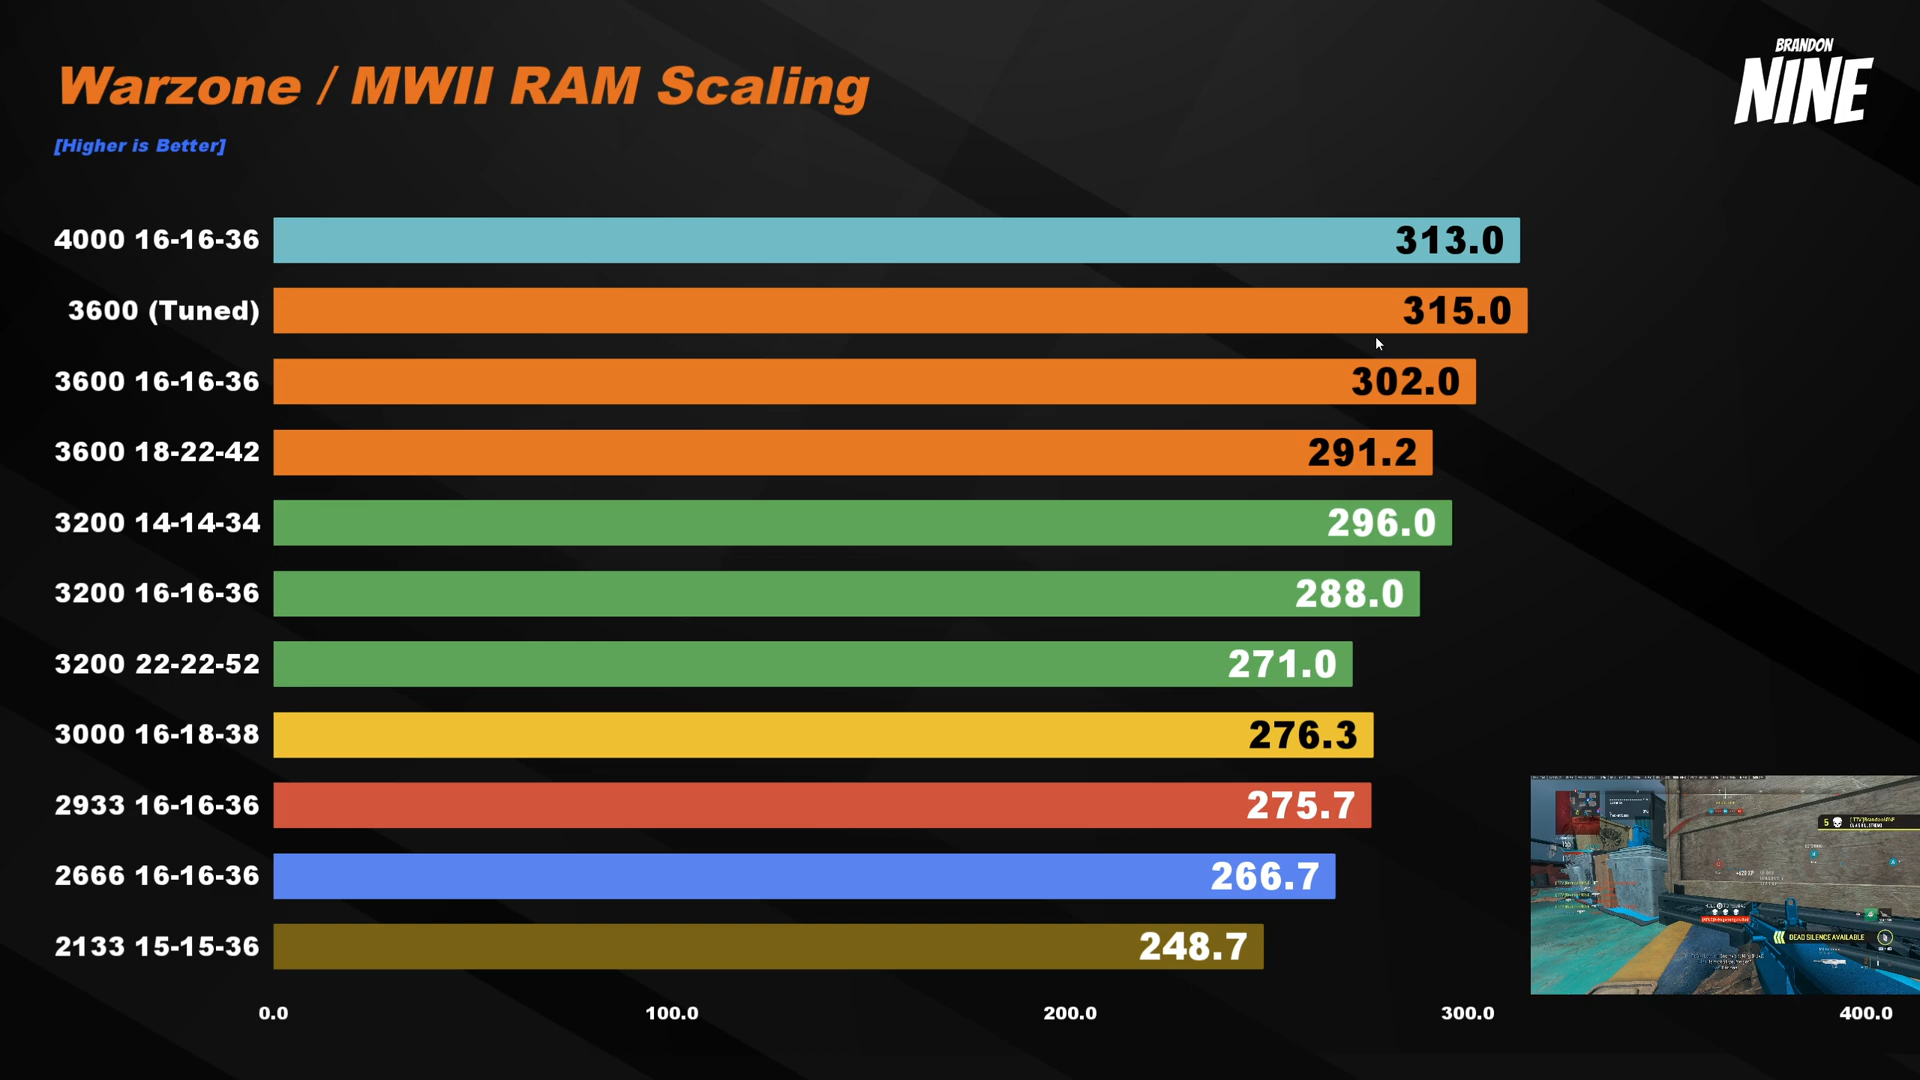 BRANDON
NINE
Warzone / MWII RAM Scaling
[Higher is Better]
4000 16-16-36 313.0
3600 (Tuned) 315.0
3600 16-16-36 302.0
3600 18-22-42 291.2
3200 14-14-34 296.0
3200 16-16-36 288.0
3200 22-22-52 271.0
3000 16-18-38 276.3
2933 16-16-36 275.7
2666 16-16-36 266.7
2133 15-15-36 248.7
0.0 100.0 200.0 300.0 400.0
5
DEAD SILENCE AVAILABLE